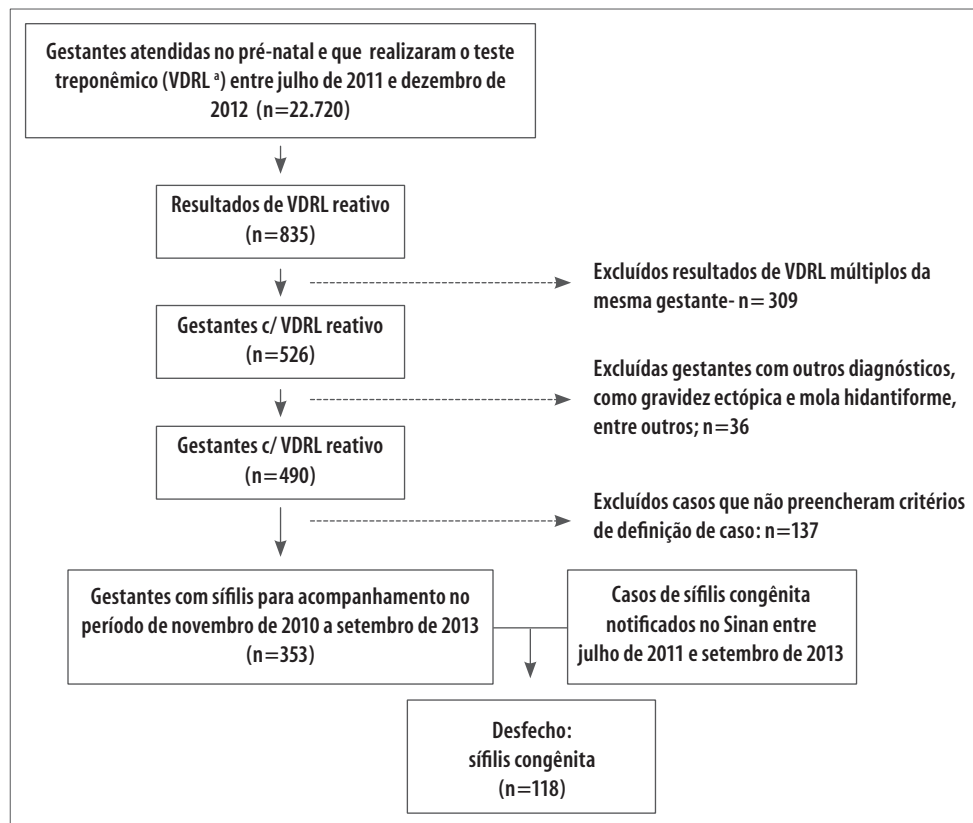 Gestantes atendidas no pré-natal e que realizaram o teste
treponêmico (VDRL ª) entre julho de 2011 e dezembro de
2012 (n=22.720)
Resultados de VDRL reativo
(n=835)
Excluídos resultados de VDRL múltiplos da
mesma gestante- n= 309
Gestantes c/ VDRL reativo
(n=526)
Excluídas gestantes com outros diagnósticos,
como gravidez ectópica e mola hidantiforme,
entre outros; n=36
Gestantes c/ VDRL reativo
(n=490)
Excluídos casos que não preencheram critérios
de definição de caso: n=137
Gestantes com sífilis para acompanhamento no
período de novembro de 2010 a setembro de 2013
(n=353)
Casos de sífilis congênita
notificados no Sinan entre
julho de 2011 e setembro de 2013
Desfecho:
sífilis congênita
(n=118)